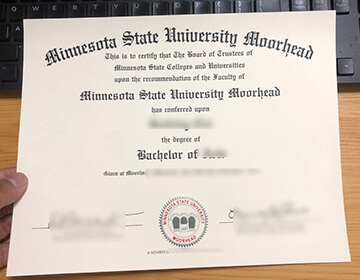 Minnesota State University Moorhead
This is to certify that The Board of Trustees of
Minnesota State Colleges and Universities
upon the recommendation of the Faculty of
Minnesota State University Moorhead
has conferred upon
the degree of
Bachelor of
Given at Moorhead
MINNESOTA STATE UNIVERSITY
MOORHEAD
A MEMBER